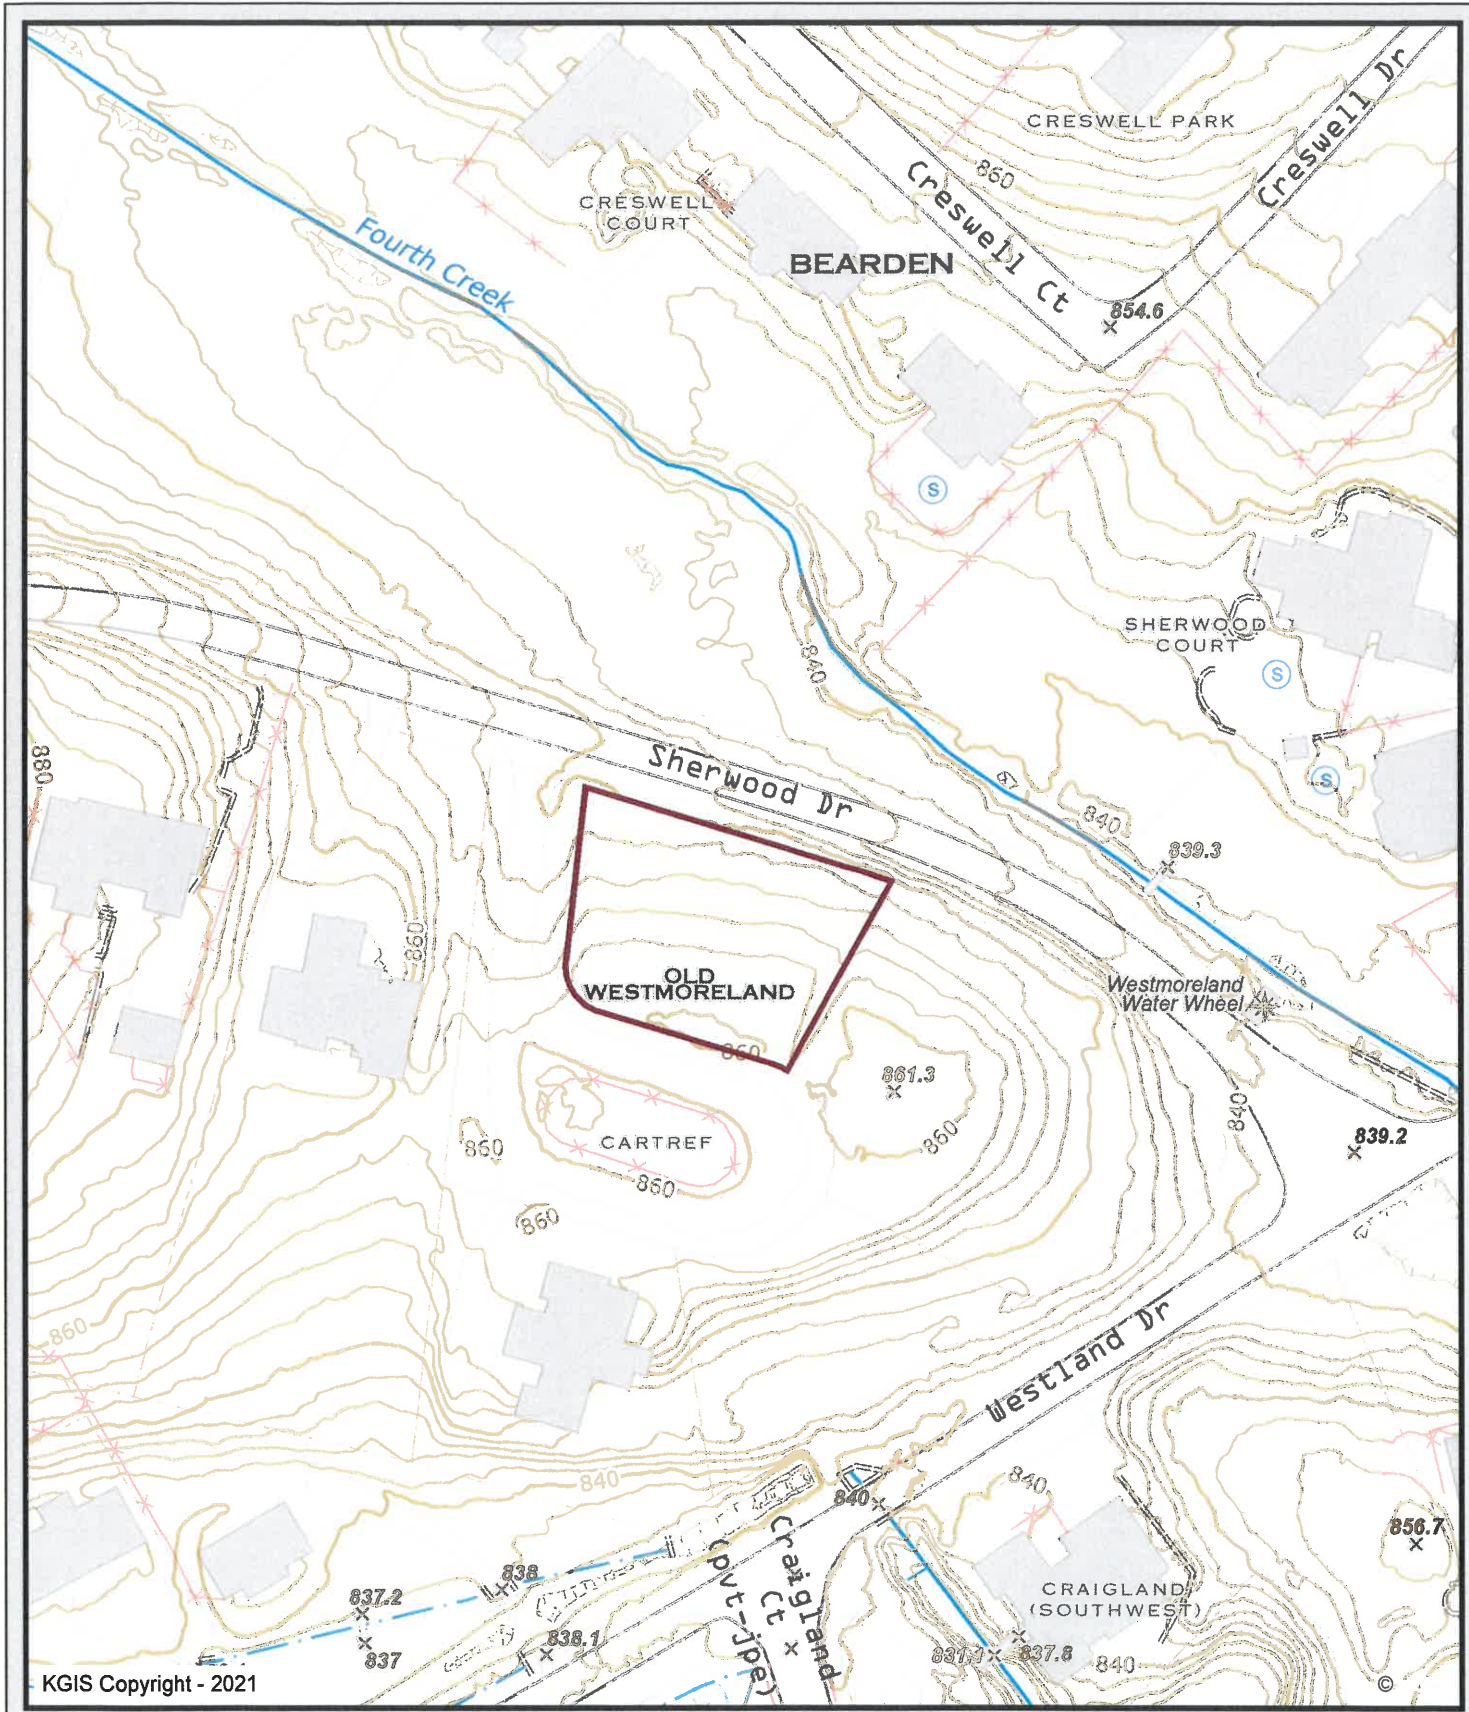 CRESWELL PARK
Creswell Dr
860
Creswell Ct
CRESWELL
COURT
Fourth Creek
BEARDEN
854.6
S
SHERWOOD
COURT
S
840
880
Sherwood Dr
S
840
839.3
860
OLD
WESTMORELAND
Westmoreland
Water Wheel
860
861.3
840
860
CARTREF
860
839.2
860
860
860
Westland Dr
840
840
840
856.7
838
Craigland
Ct
(pvt-jpe)
837.2
CRAIGLAND
(SOUTHWEST)
837
838.1
831.1
837.8
840
KGIS Copyright - 2021
©